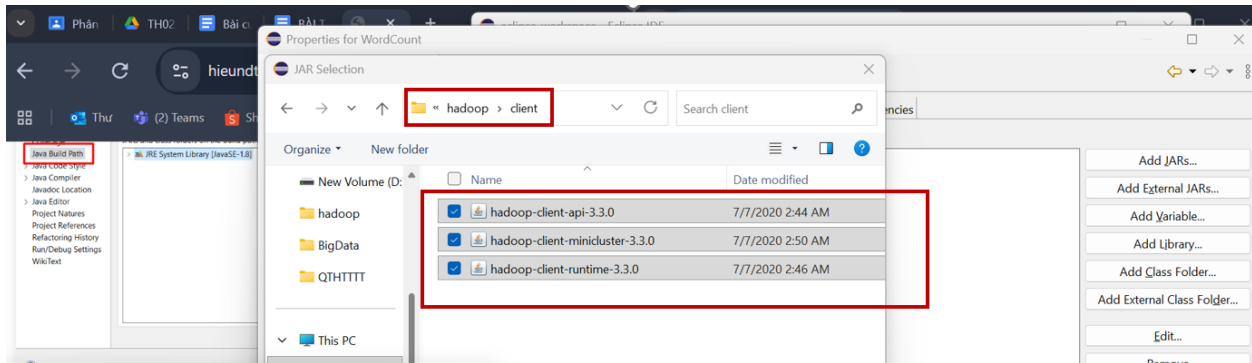 Phân
TH02
Bài cu
BÀI T
Properties for WordCount
hieundt
JAR Selection
« hadoop > client
Search client
Organize
New folder
Thư
(2) Teams
Sh
encies
Java Build Path
Java Code Style
Java Compiler
Javadoc Location
Java Editor
Project Natures
Project References
Refactoring History
Run/Debug Settings
WikiText
JRE System Library [JavaSE-1.8]
New Volume (D:
hadoop
BigData
QTHTTT
This PC
Name
Date modified
hadoop-client-api-3.3.0
7/7/2020 2:44 AM
hadoop-client-minicluster-3.3.0
7/7/2020 2:50 AM
hadoop-client-runtime-3.3.0
7/7/2020 2:46 AM
Add JARs...
Add External JARs...
Add Variable...
Add Library...
Add Class Folder...
Add External Class Folder...
Edit...